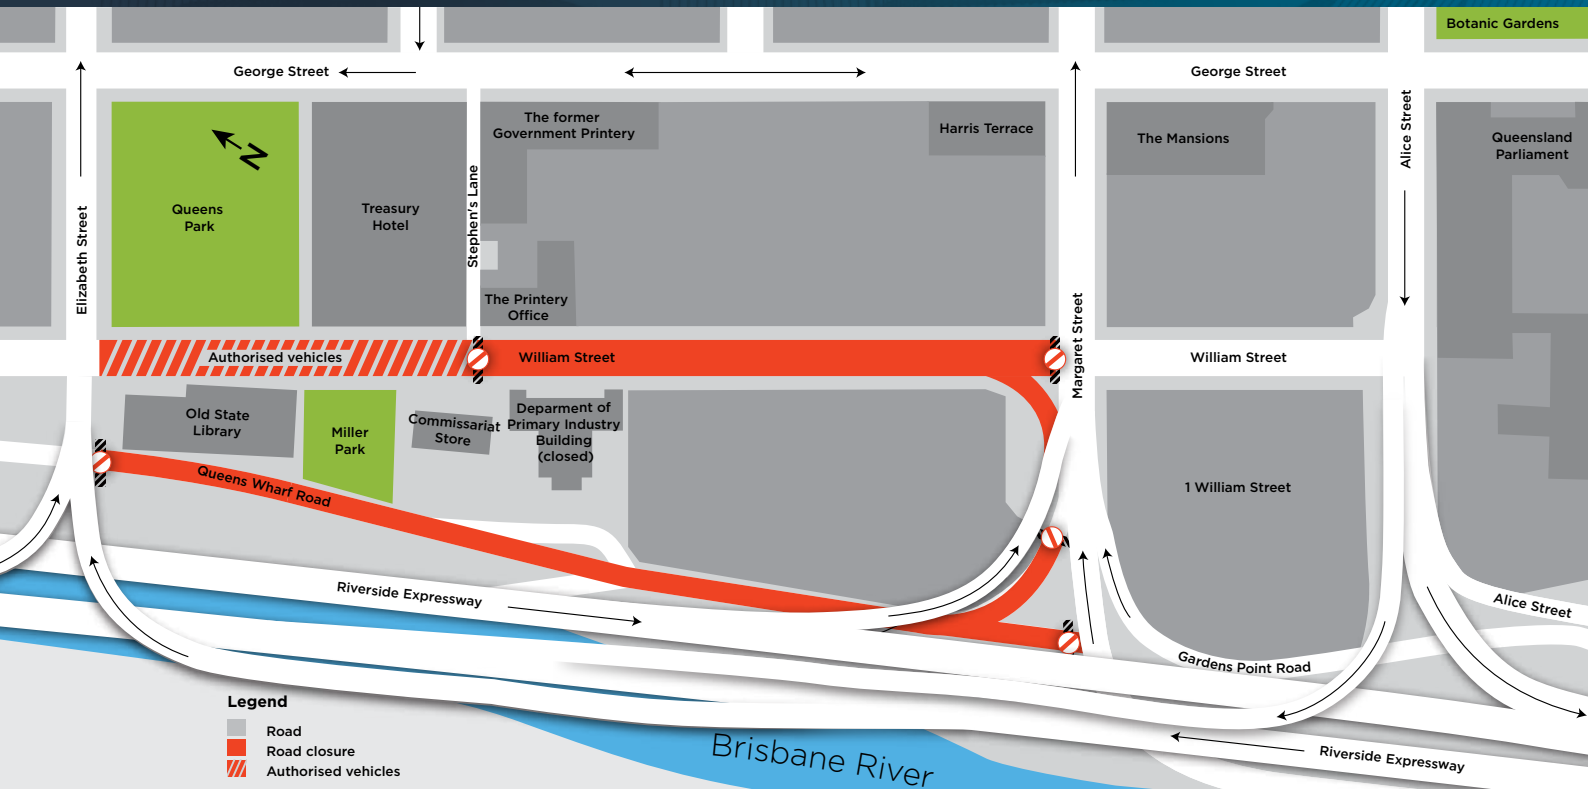 Botanic Gardens
George Street
George Street
The former
Government Printery
Harris Terrace
The Mansions
Alice Street
Queensland
Parliament
N
Queens
Park
Treasury
Hotel
Stephen's Lane
Elizabeth Street
The Printery
Office
Margaret Street
Authorised vehicles
William Street
William Street
Old State
Library
Miller
Park
Commissariat
Store
Deparment of
Primary Industry
Building
(closed)
Queens Wharf Road
1 William Street
Riverside Expressway
Alice Street
Gardens Point Road
Legend
Road
Road closure
Authorised vehicles
Brisbane River
Riverside Expressway